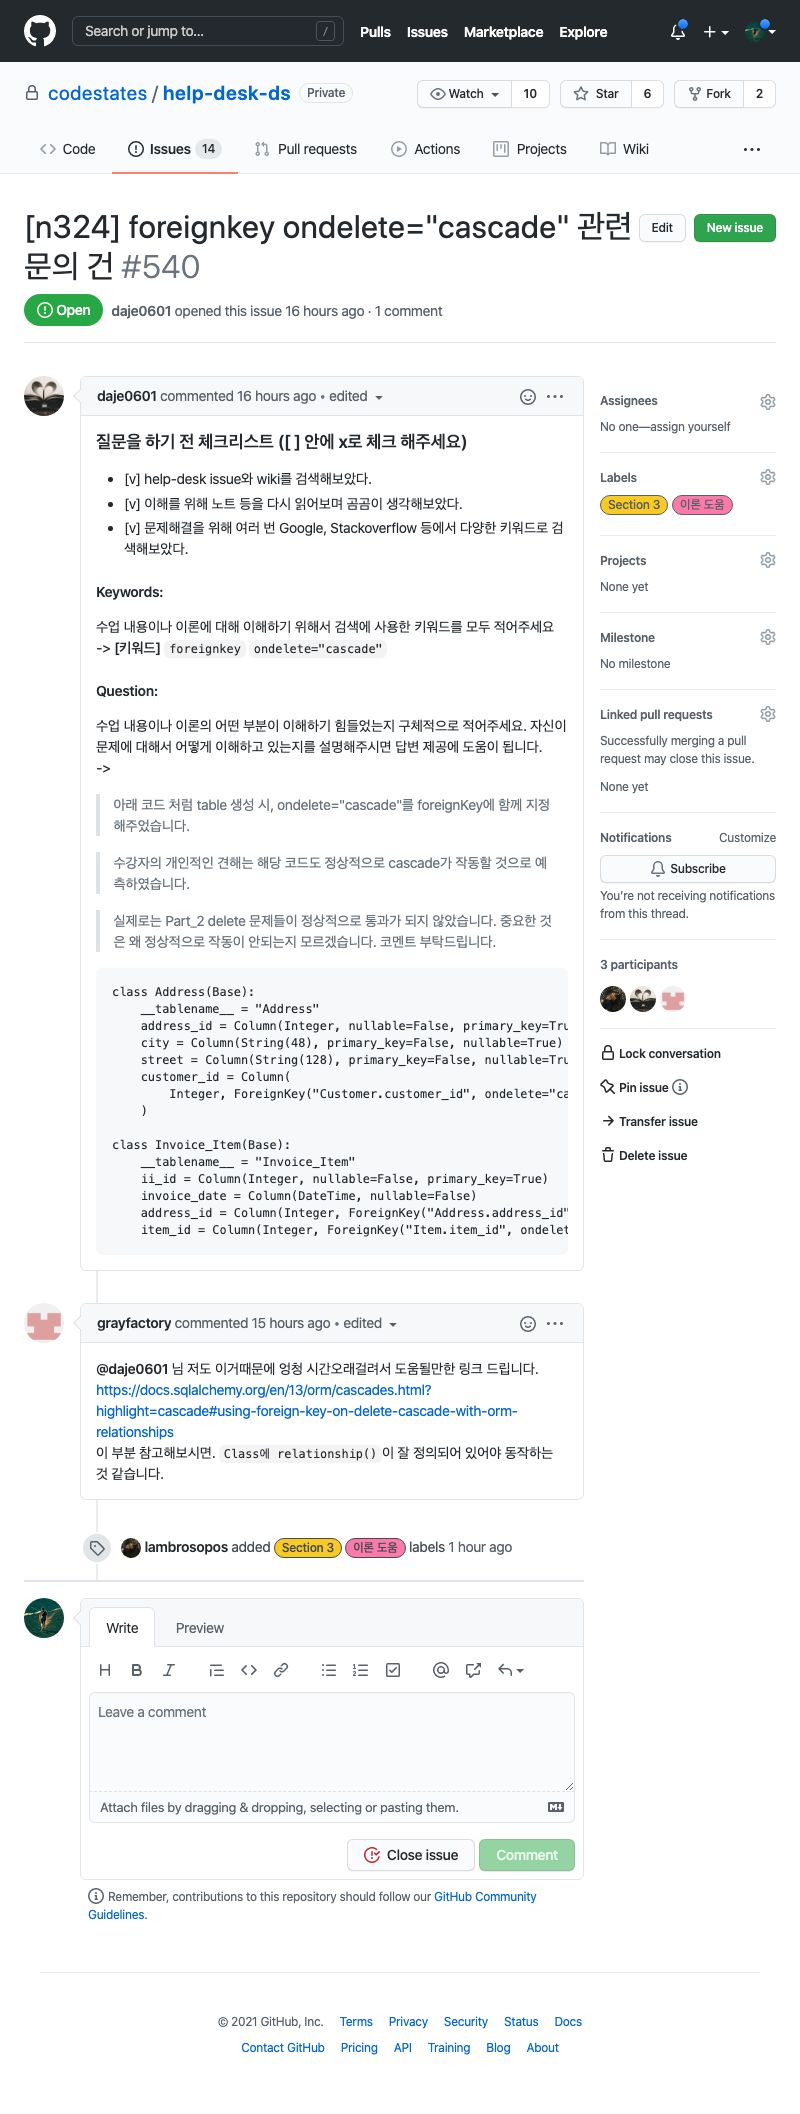 Search or jump to... /
Pulls Issues Marketplace Explore
codestates / help-desk-ds Private
Watch 10 Star 6 Fork 2
Code Issues 14 Pull requests Actions Projects Wiki
[n324] foreignkey ondelete="cascade" 관련
문의 건 #540
Edit New issue
Open daje0601 opened this issue 16 hours ago · 1 comment
daje0601 commented 16 hours ago • edited
질문을 하기 전 체크리스트 ([ ] 안에 x로 체크 해주세요)
• [v] help-desk issue와 wiki를 검색해보았다.
• [v] 이해를 위해 노트 등을 다시 읽어보며 곰곰이 생각해보았다.
• [v] 문제해결을 위해 여러 번 Google, Stackoverflow 등에서 다양한 키워드로 검
색해보았다.
Keywords:
수업 내용이나 이론에 대해 이해하기 위해서 검색에 사용한 키워드를 모두 적어주세요
-> [키워드] foreignkey ondelete="cascade"
Question:
수업 내용이나 이론의 어떤 부분이 이해하기 힘들었는지 구체적으로 적어주세요. 자신이
문제에 대해서 어떻게 이해하고 있는지를 설명해주시면 답변 제공에 도움이 됩니다.
->
아래 코드 처럼 table 생성 시, ondelete="cascade"를 foreignKey에 함께 지정
해주었습니다.
수강자의 개인적인 견해는 해당 코드도 정상적으로 cascade가 작동할 것으로 예
측하였습니다.
실제로는 Part_2 delete 문제들이 정상적으로 통과가 되지 않았습니다. 중요한 것
은 왜 정상적으로 작동이 안되는지 모르겠습니다. 코멘트 부탁드립니다.
class Address(Base):
__tablename__ = "Address"
address_id = Column(Integer, nullable=False, primary_key=Tru
city = Column(String(48), primary_key=False, nullable=True)
street = Column(String(128), primary_key=False, nullable=Tru
customer_id = Column(
Integer, ForeignKey("Customer.customer_id", ondelete="ca
)
class Invoice_Item(Base):
__tablename__ = "Invoice_Item"
ii_id = Column(Integer, nullable=False, primary_key=True)
invoice_date = Column(DateTime, nullable=False)
address_id = Column(Integer, ForeignKey("Address.address_id"
item_id = Column(Integer, ForeignKey("Item.item_id", ondelet
Assignees
No one—assign yourself
Labels
Section 3 이론 도움
Projects
None yet
Milestone
No milestone
Linked pull requests
Successfully merging a pull
request may close this issue.
None yet
Notifications Customize
Subscribe
You're not receiving notifications
from this thread.
3 participants
Lock conversation
Pin issue
Transfer issue
Delete issue
grayfactory commented 15 hours ago • edited
@daje0601 님 저도 이거때문에 엉청 시간오래걸려서 도움될만한 링크 드립니다.
https://docs.sqlalchemy.org/en/13/orm/cascades.html?
highlight=cascade#using-foreign-key-on-delete-cascade-with-orm-
relationships
이 부분 참고해보시면. Class에 relationship() 이 잘 정의되어 있어야 동작하는
것 같습니다.
lambrosopos added Section 3 이론 도움 labels 1 hour ago
Write Preview
H B I
Leave a comment
Attach files by dragging & dropping, selecting or pasting them.
Close issue Comment
Remember, contributions to this repository should follow our GitHub Community
Guidelines.
© 2021 GitHub, Inc. Terms Privacy Security Status Docs
Contact GitHub Pricing API Training Blog About